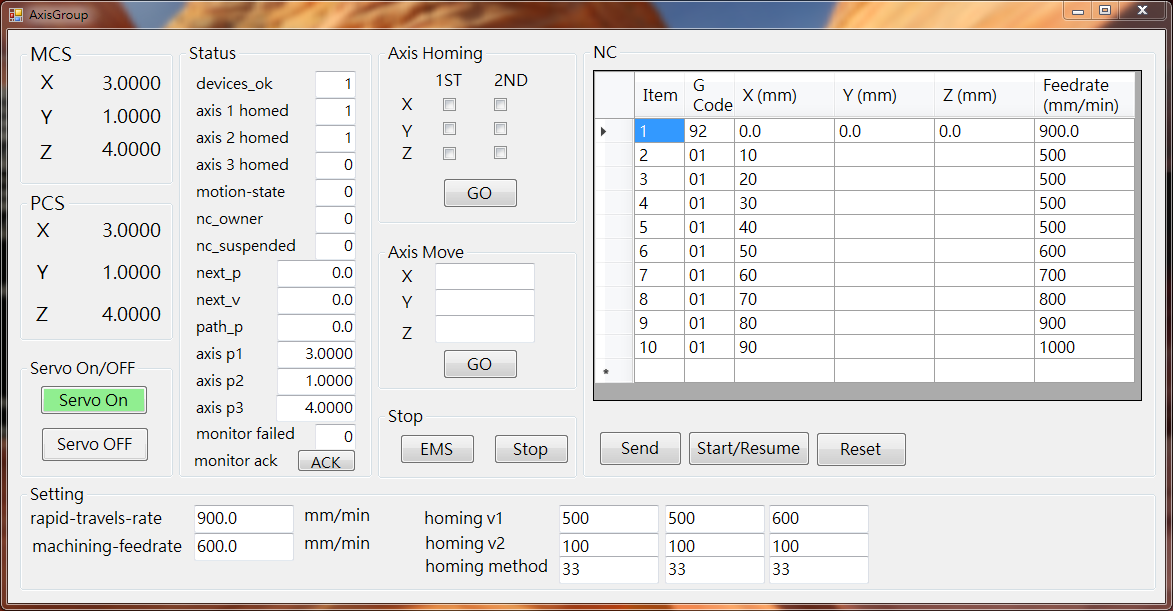 AxisGroup
MCS
X 3.0000
Y 1.0000
Z 4.0000
PCS
X 3.0000
Y 1.0000
Z 4.0000
Servo On/OFF
Servo On
Servo OFF
Status
devices_ok 1
axis 1 homed 1
axis 2 homed 1
axis 3 homed 0
motion-state 0
nc_owner 0
nc_suspended 0
next_p 0.0
next_v 0.0
path_p 0.0
axis p1 3.0000
axis p2 1.0000
axis p3 4.0000
monitor failed 0
monitor ack ACK
Axis Homing
1ST 2ND
X
Y
Z
GO
Axis Move
X
Y
Z
GO
Stop
EMS Stop
NC
Item G Code X (mm) Y (mm) Z (mm) Feedrate (mm/min)
1 92 0.0 0.0 0.0 900.0
2 01 10 500
3 01 20 500
4 01 30 500
5 01 40 500
6 01 50 600
7 01 60 700
8 01 70 800
9 01 80 900
10 01 90 1000
*
Send Start/Resume Reset
Setting
rapid-travels-rate 900.0 mm/min
machining-feedrate 600.0 mm/min
homing v1 500 500 600
homing v2 100 100 100
homing method 33 33 33